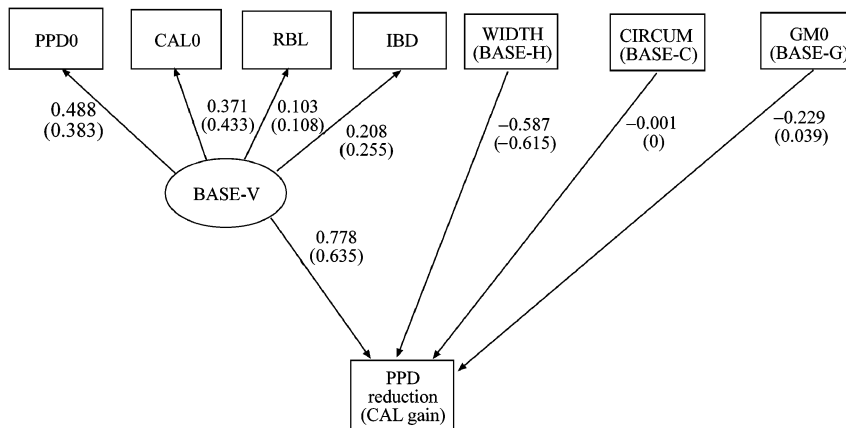 PPD0
CAL0
RBL
IBD
WIDTH
(BASE-H)
CIRCUM
(BASE-C)
GM0
(BASE-G)
0.488
(0.383)
0.371
(0.433)
0.103
(0.108)
0.208
(0.255)
−0.587
(−0.615)
−0.001
(0)
−0.229
(0.039)
BASE-V
0.778
(0.635)
PPD
reduction
(CAL gain)